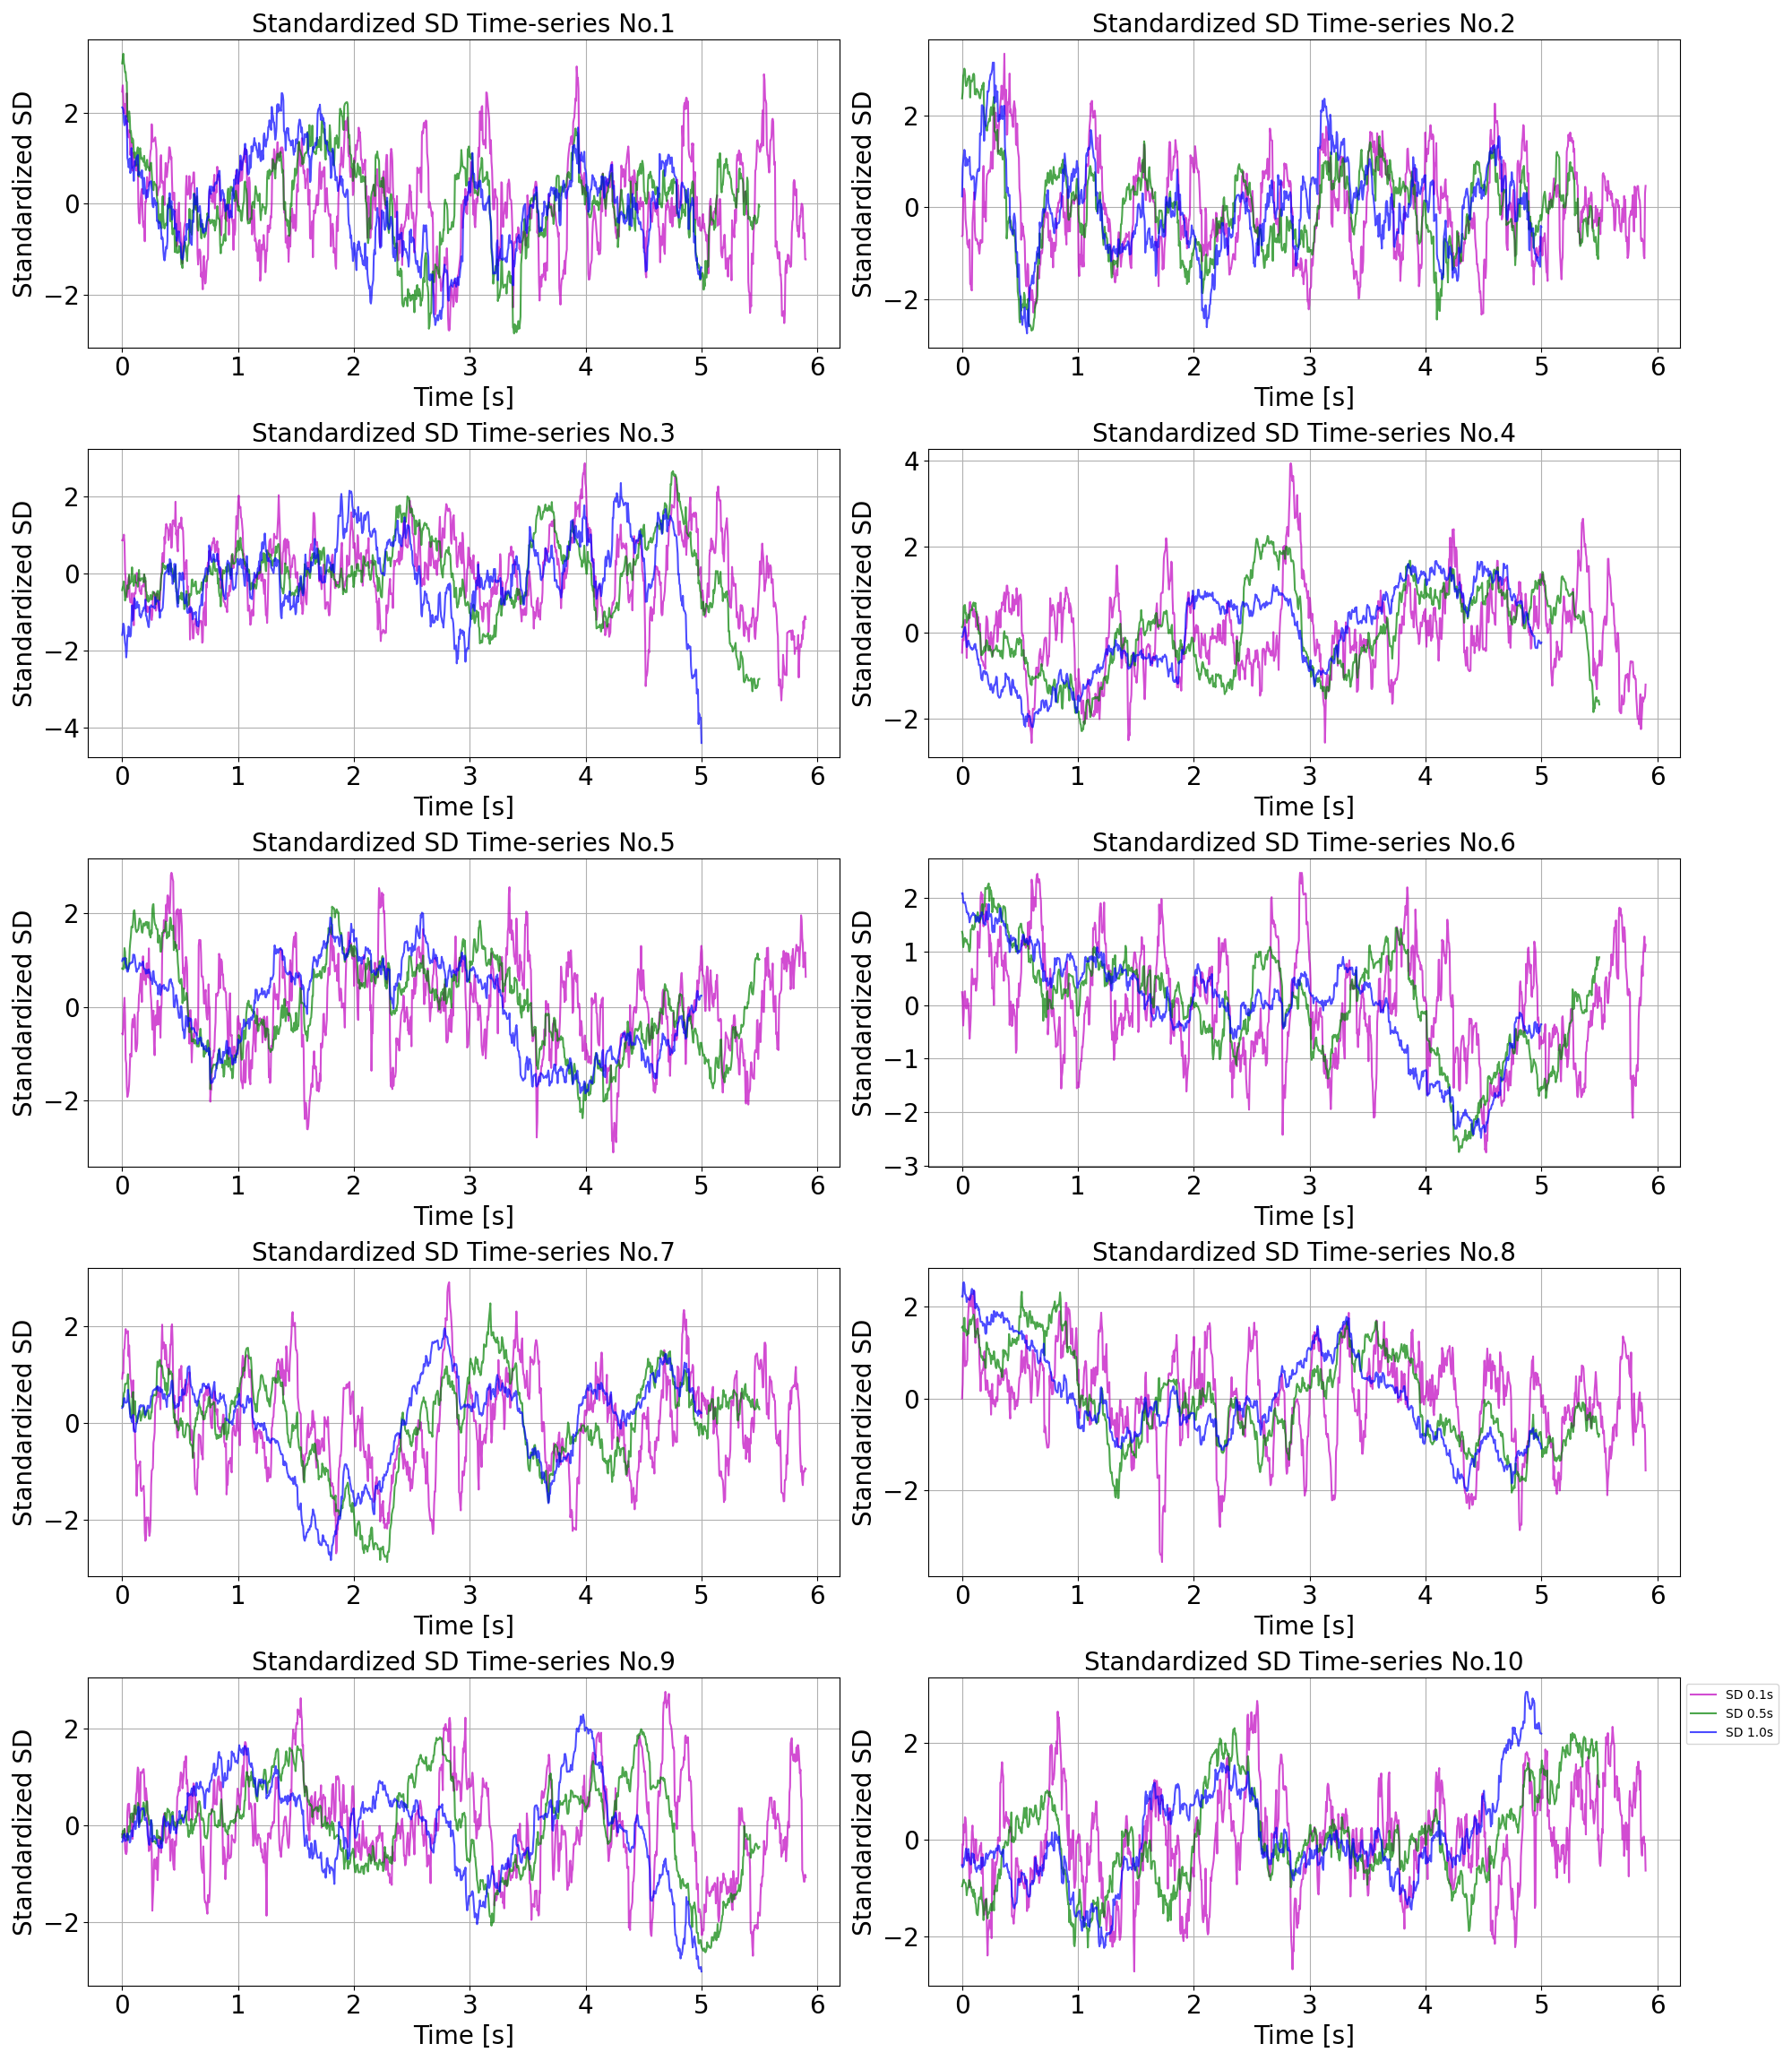 Standardized SD Time-series No.1
Standardized SD
2
0
−2
0 1 2 3 4 5 6
Time [s]
Standardized SD Time-series No.2
Standardized SD
2
0
−2
0 1 2 3 4 5 6
Time [s]
Standardized SD Time-series No.3
Standardized SD
2
0
−2
−4
0 1 2 3 4 5 6
Time [s]
Standardized SD Time-series No.4
Standardized SD
4
2
0
−2
0 1 2 3 4 5 6
Time [s]
Standardized SD Time-series No.5
Standardized SD
2
0
−2
0 1 2 3 4 5 6
Time [s]
Standardized SD Time-series No.6
Standardized SD
2
1
0
−1
−2
−3
0 1 2 3 4 5 6
Time [s]
Standardized SD Time-series No.7
Standardized SD
2
0
−2
0 1 2 3 4 5 6
Time [s]
Standardized SD Time-series No.8
Standardized SD
2
0
−2
0 1 2 3 4 5 6
Time [s]
Standardized SD Time-series No.9
Standardized SD
2
0
−2
0 1 2 3 4 5 6
Time [s]
Standardized SD Time-series No.10
Standardized SD
2
0
−2
0 1 2 3 4 5 6
Time [s]
SD 0.1s
SD 0.5s
SD 1.0s